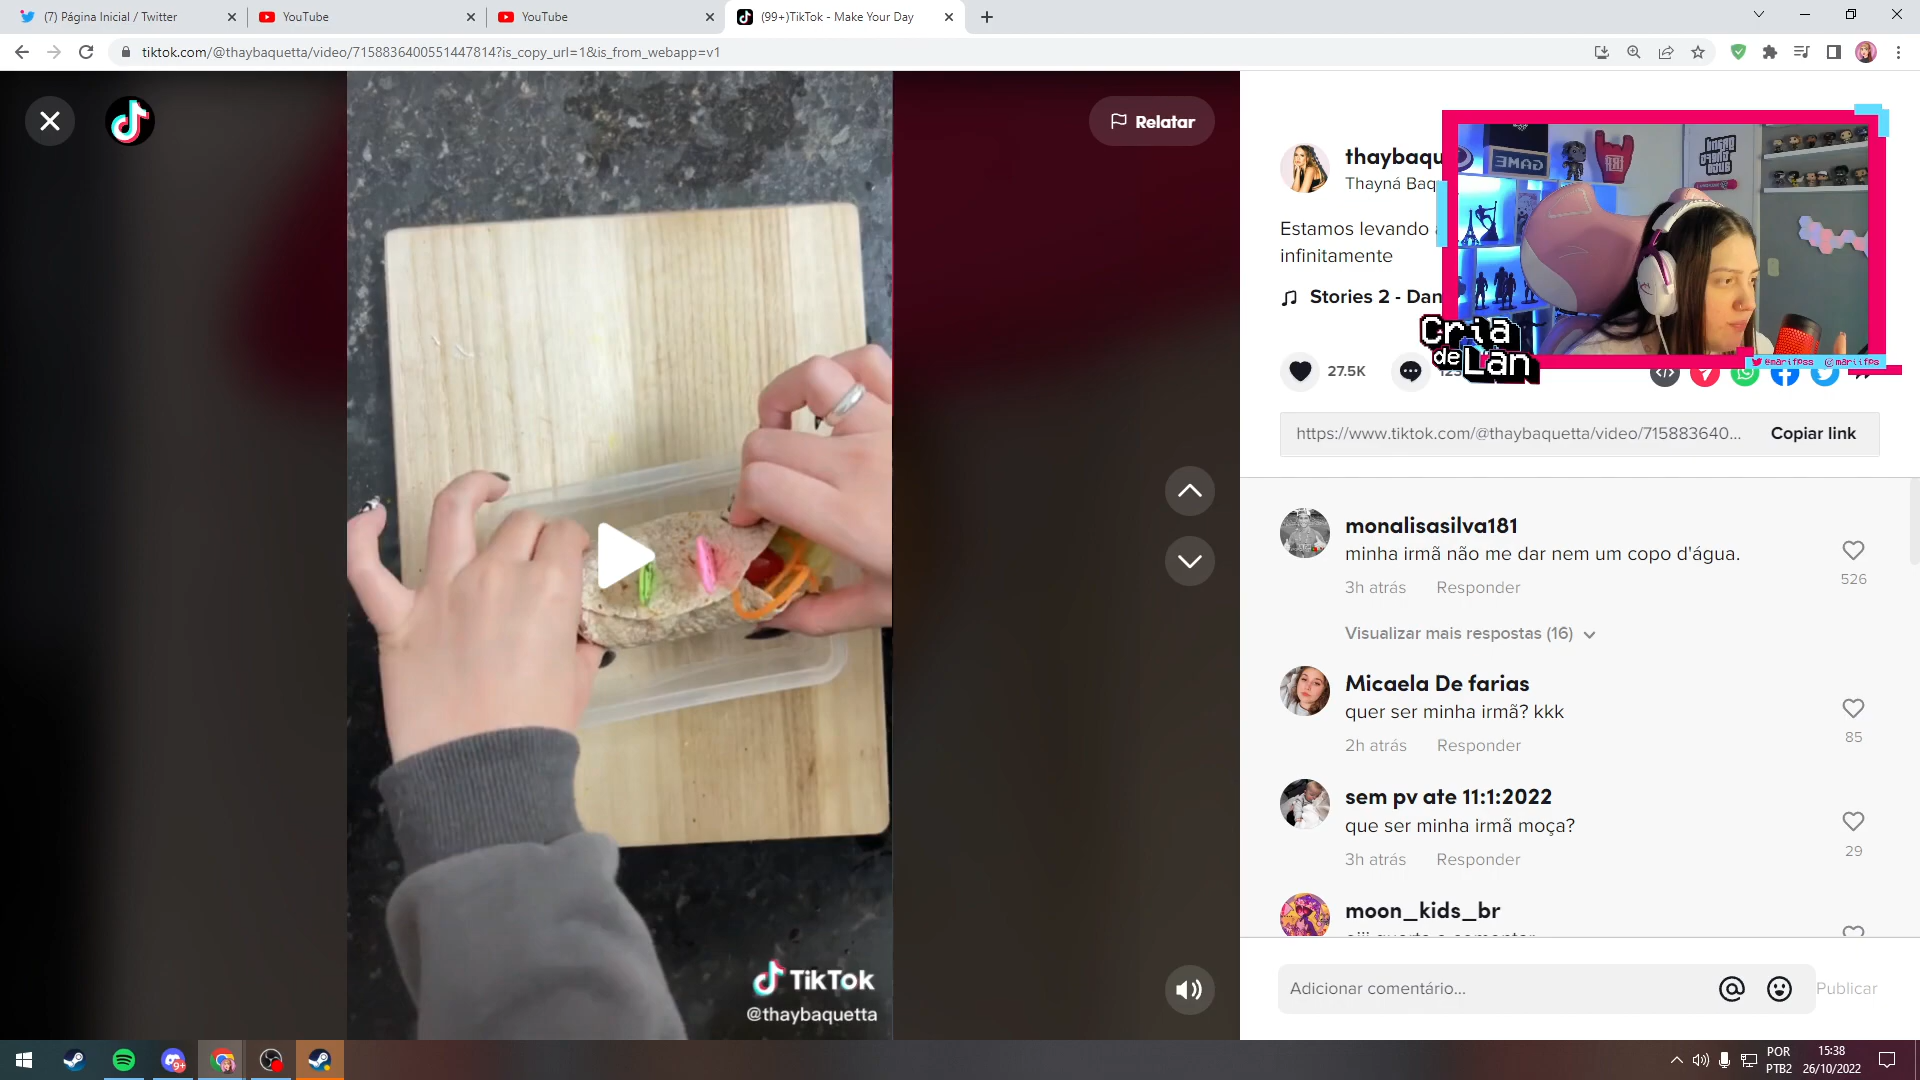 (7) Página Inicial / Twitter
YouTube
YouTube
(99+)TikTok - Make Your Day
tiktok.com/@thaybaquetta/video/7158836400551447814?is_copy_url=1&is_from_webapp=v1
Relatar
thaybaqu
Thayná Baq
Estamos levando
infinitamente
Stories 2 - Dan
GAME
Cria
de Lan
@mariifpss @mariifps
27.5K
https://www.tiktok.com/@thaybaquetta/video/715883640...
Copiar link
monalisasilva181
minha irmã não me dar nem um copo d'água.
3h atrás Responder
526
Visualizar mais respostas (16)
Micaela De farias
quer ser minha irmã? kkk
2h atrás Responder
85
sem pv ate 11:1:2022
que ser minha irmã moça?
3h atrás Responder
29
moon_kids_br
Adicionar comentário...
Publicar
TikTok
@thaybaquetta
9+
POR
PTB2
15:38
26/10/2022